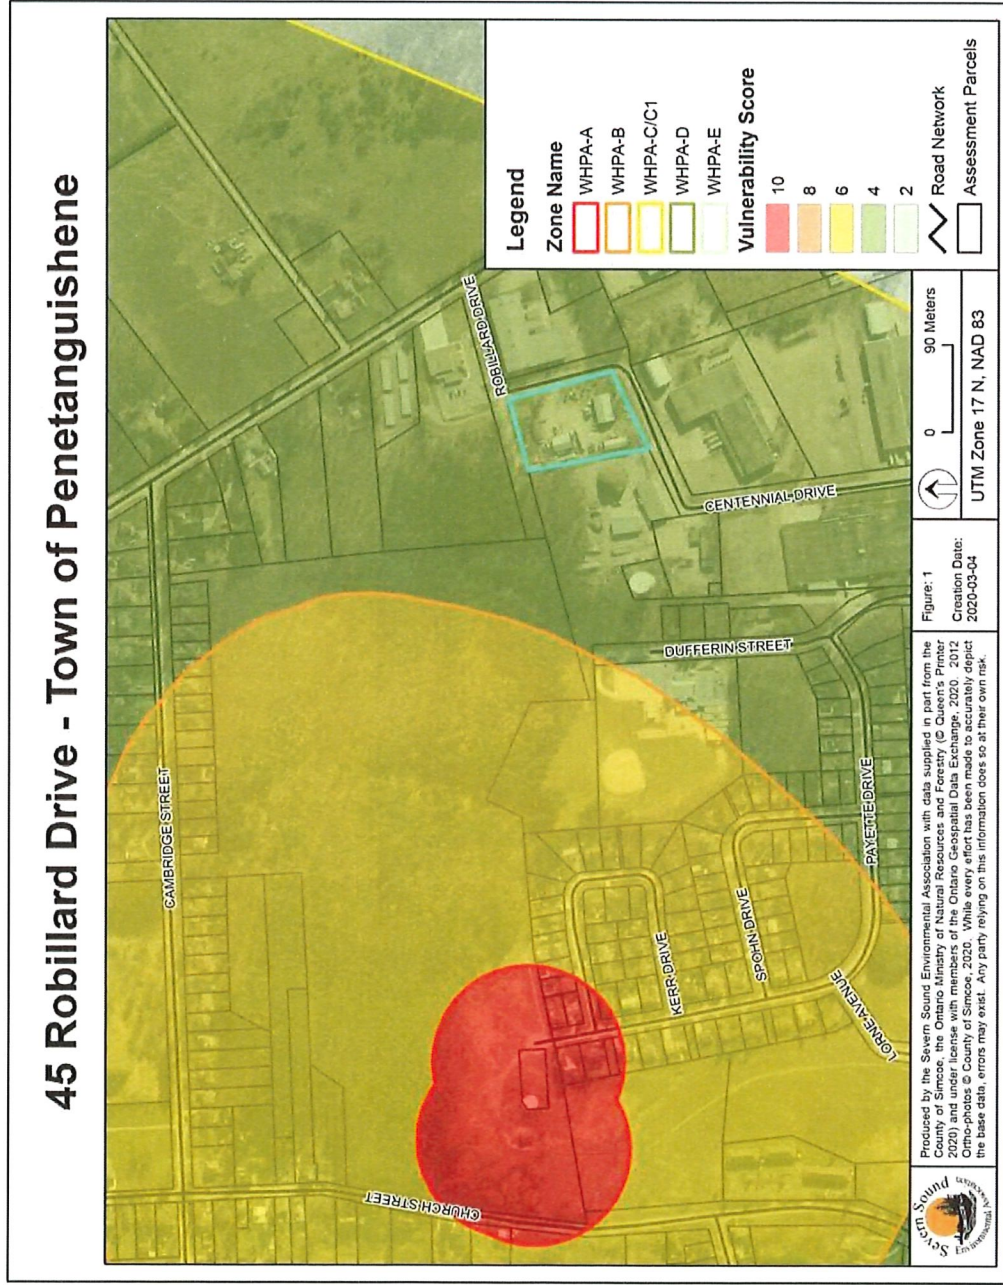 45 Robillard Drive - Town of Penetanguishene
CAMBRIDGE STREET
CHURCH STREET
KERR DRIVE
SPOHN DRIVE
LORNE AVENUE
PAYETTE DRIVE
DUFFERIN STREET
CENTENNIAL DRIVE
ROBILLARD DRIVE
Legend
Zone Name
WHPA-A
WHPA-B
WHPA-C/C1
WHPA-D
WHPA-E
Vulnerability Score
10
8
6
4
2
Road Network
Assessment Parcels
Severn Sound
Environmental Association
Produced by the Severn Sound Environmental Association with data supplied in part from the
County of Simcoe, the Ontario Ministry of Natural Resources and Forestry (© Queen's Printer
2020) and under license with members of the Ontario Geospatial Data Exchange, 2020. 2012
Ortho-photos © County of Simcoe, 2020. While every effort has been made to accurately depict
the base data, errors may exist. Any party relying on this information does so at their own risk.
Figure: 1
Creation Date:
2020-03-04
0 90 Meters
UTM Zone 17 N, NAD 83